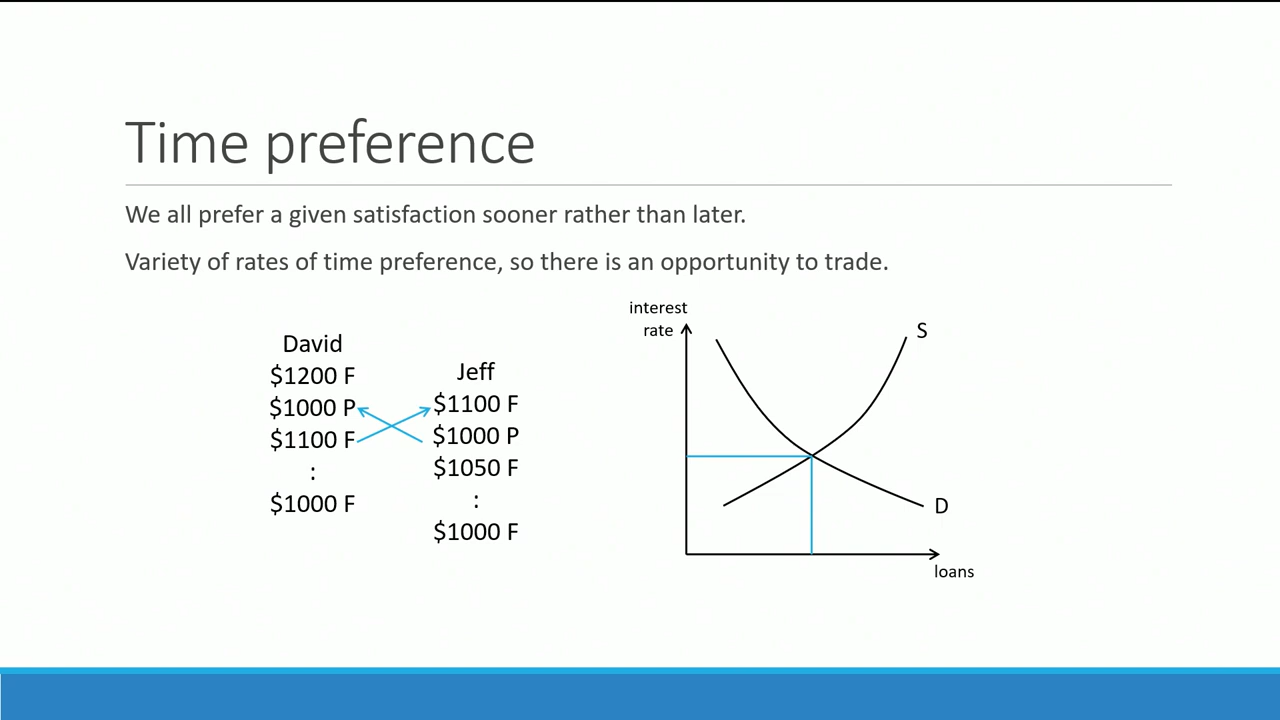 Time preference
We all prefer a given satisfaction sooner rather than later.
Variety of rates of time preference, so there is an opportunity to trade.
David
$1200 F
$1000 P
$1100 F
:
$1000 F
Jeff
$1100 F
$1000 P
$1050 F
:
$1000 F
interest
rate
S
D
loans